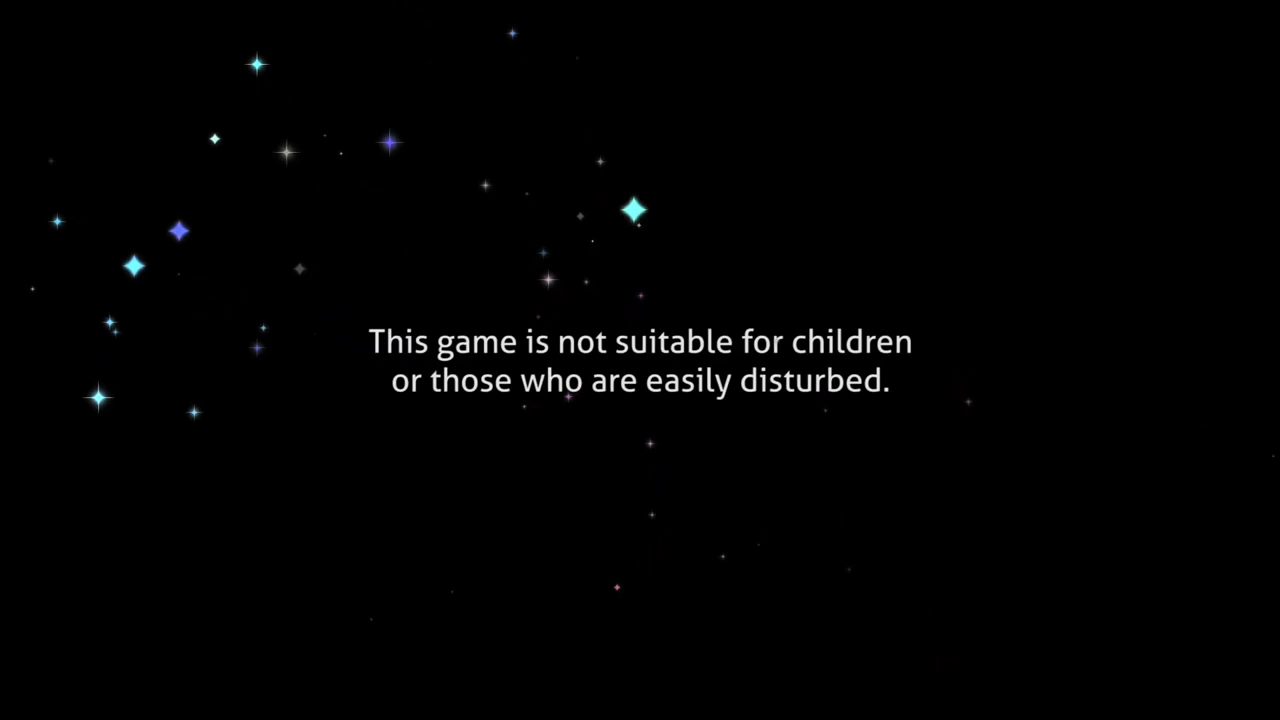 This game is not suitable for children
or those who are easily disturbed.